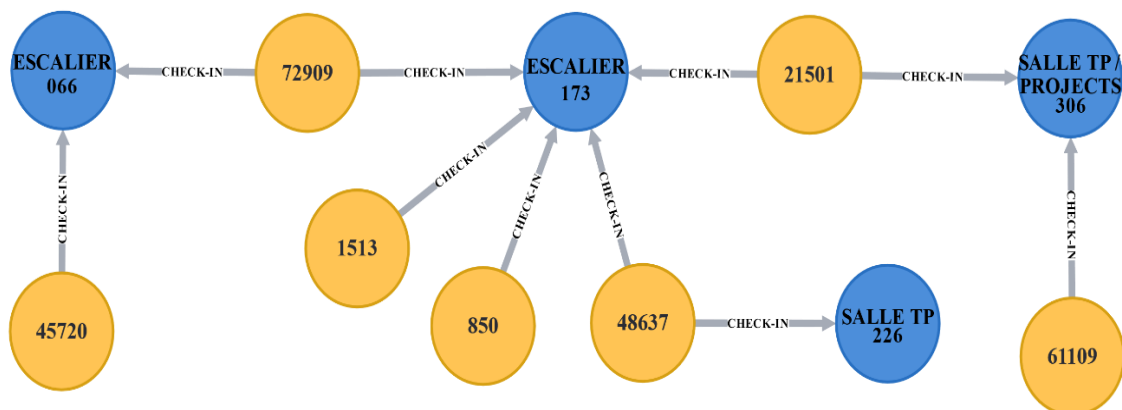 ESCALIER
066
CHECK-IN
72909
CHECK-IN
ESCALIER
173
CHECK-IN
21501
CHECK-IN
SALLE TP /
PROJECTS
306
CHECK-IN
CHECK-IN
CHECK-IN
CHECK-IN
CHECK-IN
1513
45720
850
48637
CHECK-IN
SALLE TP
226
61109